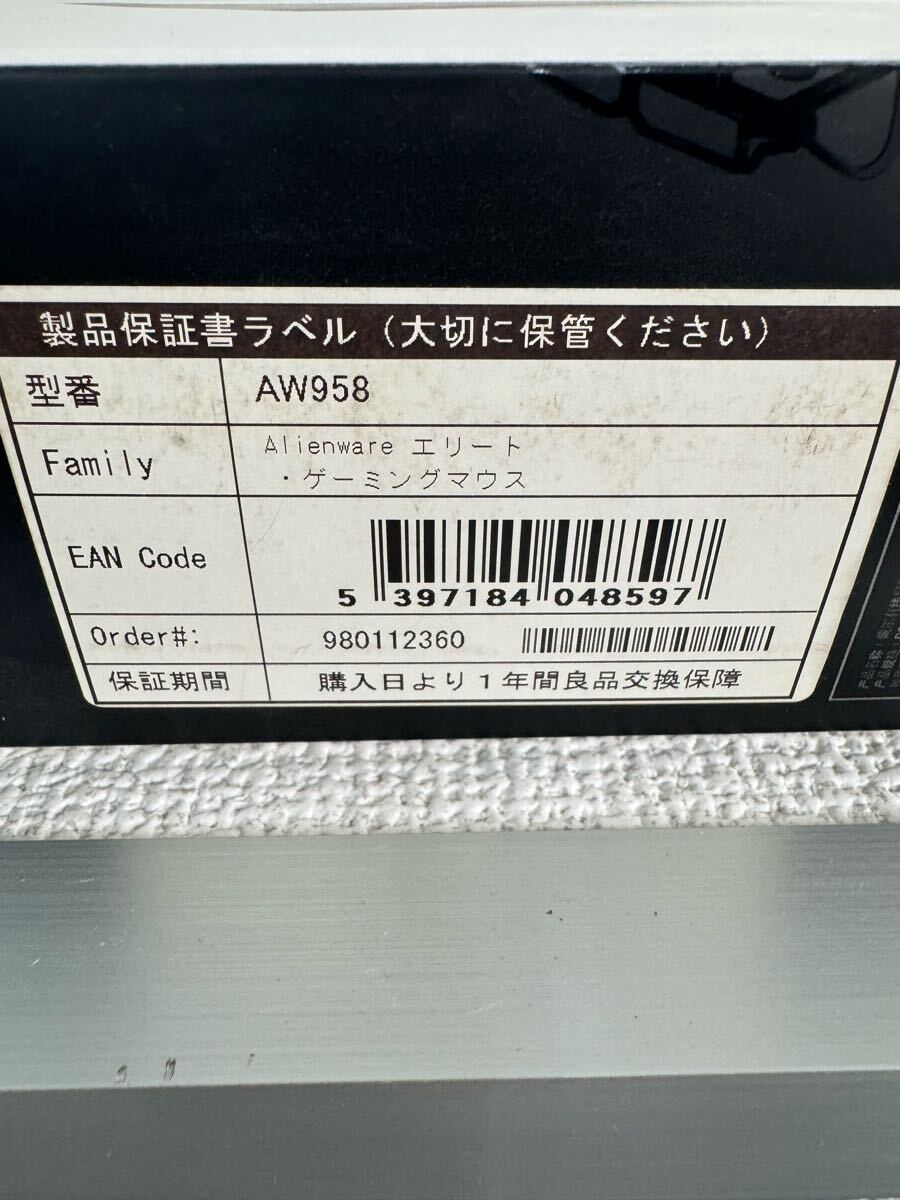 製品保証書ラベル（大切に保管ください）
型番 AW958
Family Alienware エリート
・ゲーミングマウス
EAN Code 5 397184 048597
Order#: 980112360
保証期間 購入日より１年間良品交換保障